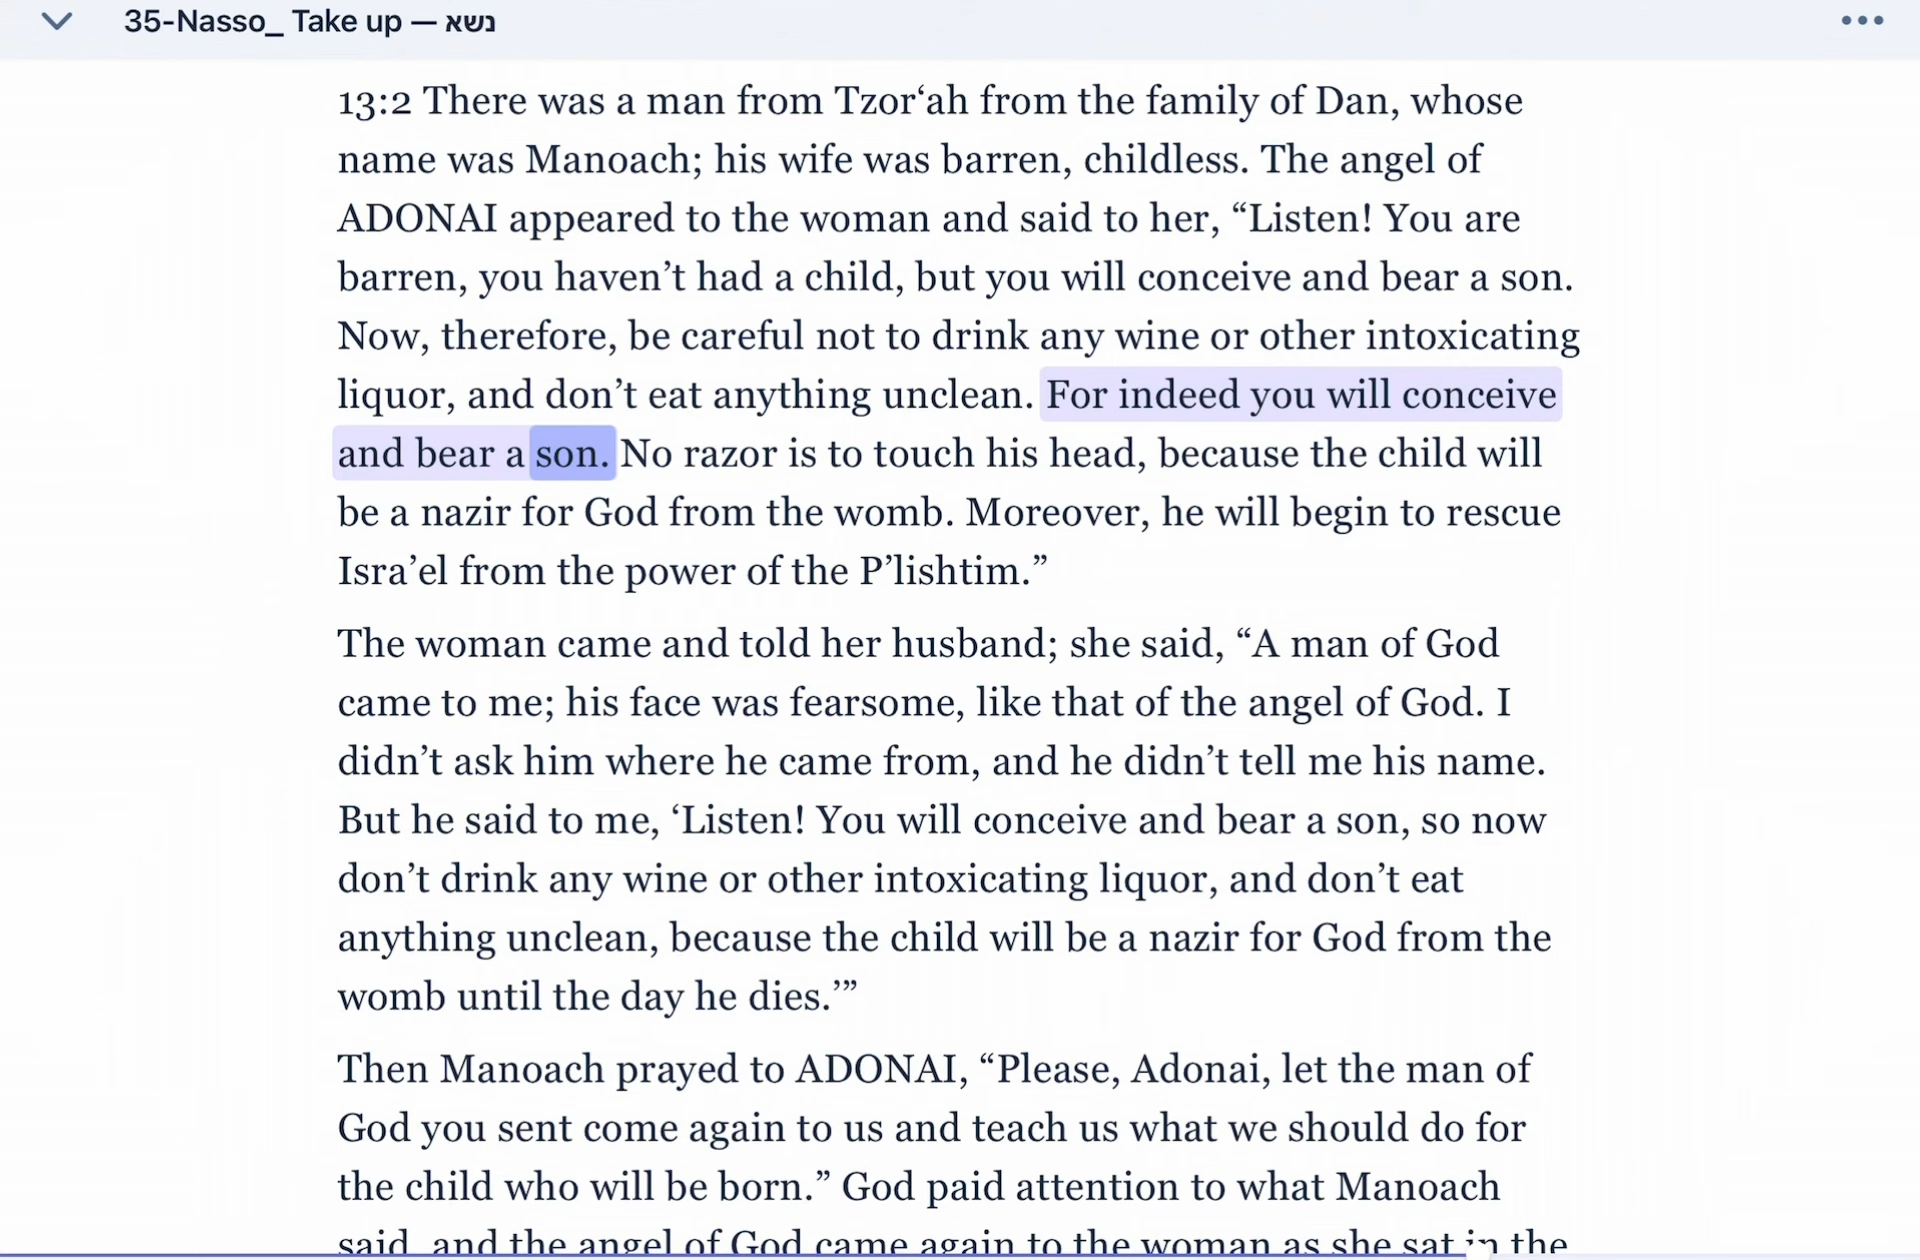 35-Nasso_ Take up — נשא
13:2 There was a man from Tzor‘ah from the family of Dan, whose
name was Manoach; his wife was barren, childless. The angel of
ADONAI appeared to the woman and said to her, “Listen! You are
barren, you haven’t had a child, but you will conceive and bear a son.
Now, therefore, be careful not to drink any wine or other intoxicating
liquor, and don’t eat anything unclean. For indeed you will conceive
and bear a son. No razor is to touch his head, because the child will
be a nazir for God from the womb. Moreover, he will begin to rescue
Isra’el from the power of the P’lishtim.”
The woman came and told her husband; she said, “A man of God
came to me; his face was fearsome, like that of the angel of God. I
didn’t ask him where he came from, and he didn’t tell me his name.
But he said to me, ‘Listen! You will conceive and bear a son, so now
don’t drink any wine or other intoxicating liquor, and don’t eat
anything unclean, because the child will be a nazir for God from the
womb until the day he dies.’”
Then Manoach prayed to ADONAI, “Please, Adonai, let the man of
God you sent come again to us and teach us what we should do for
the child who will be born.” God paid attention to what Manoach
said, and the angel of God came again to the woman as she sat in the